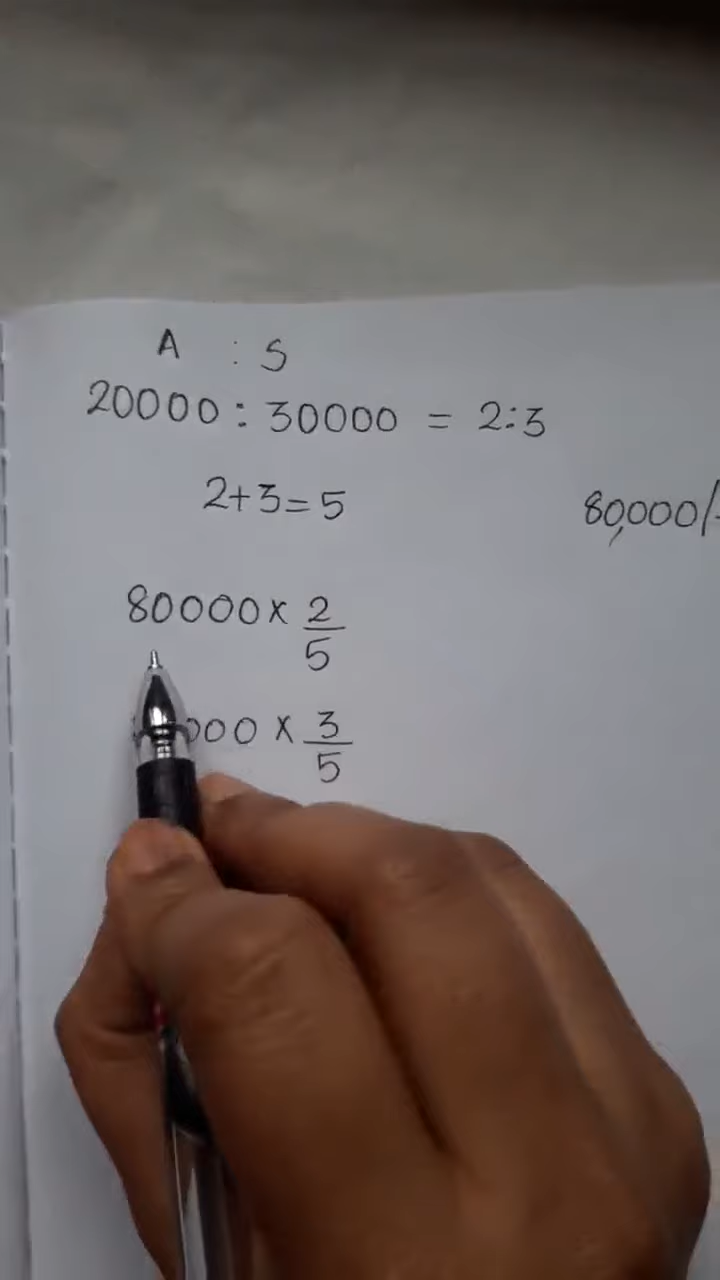 A : S
20000 : 30000 = 2:3
2+3=5
80,000/-
80000 × 2/5
000 × 3/5